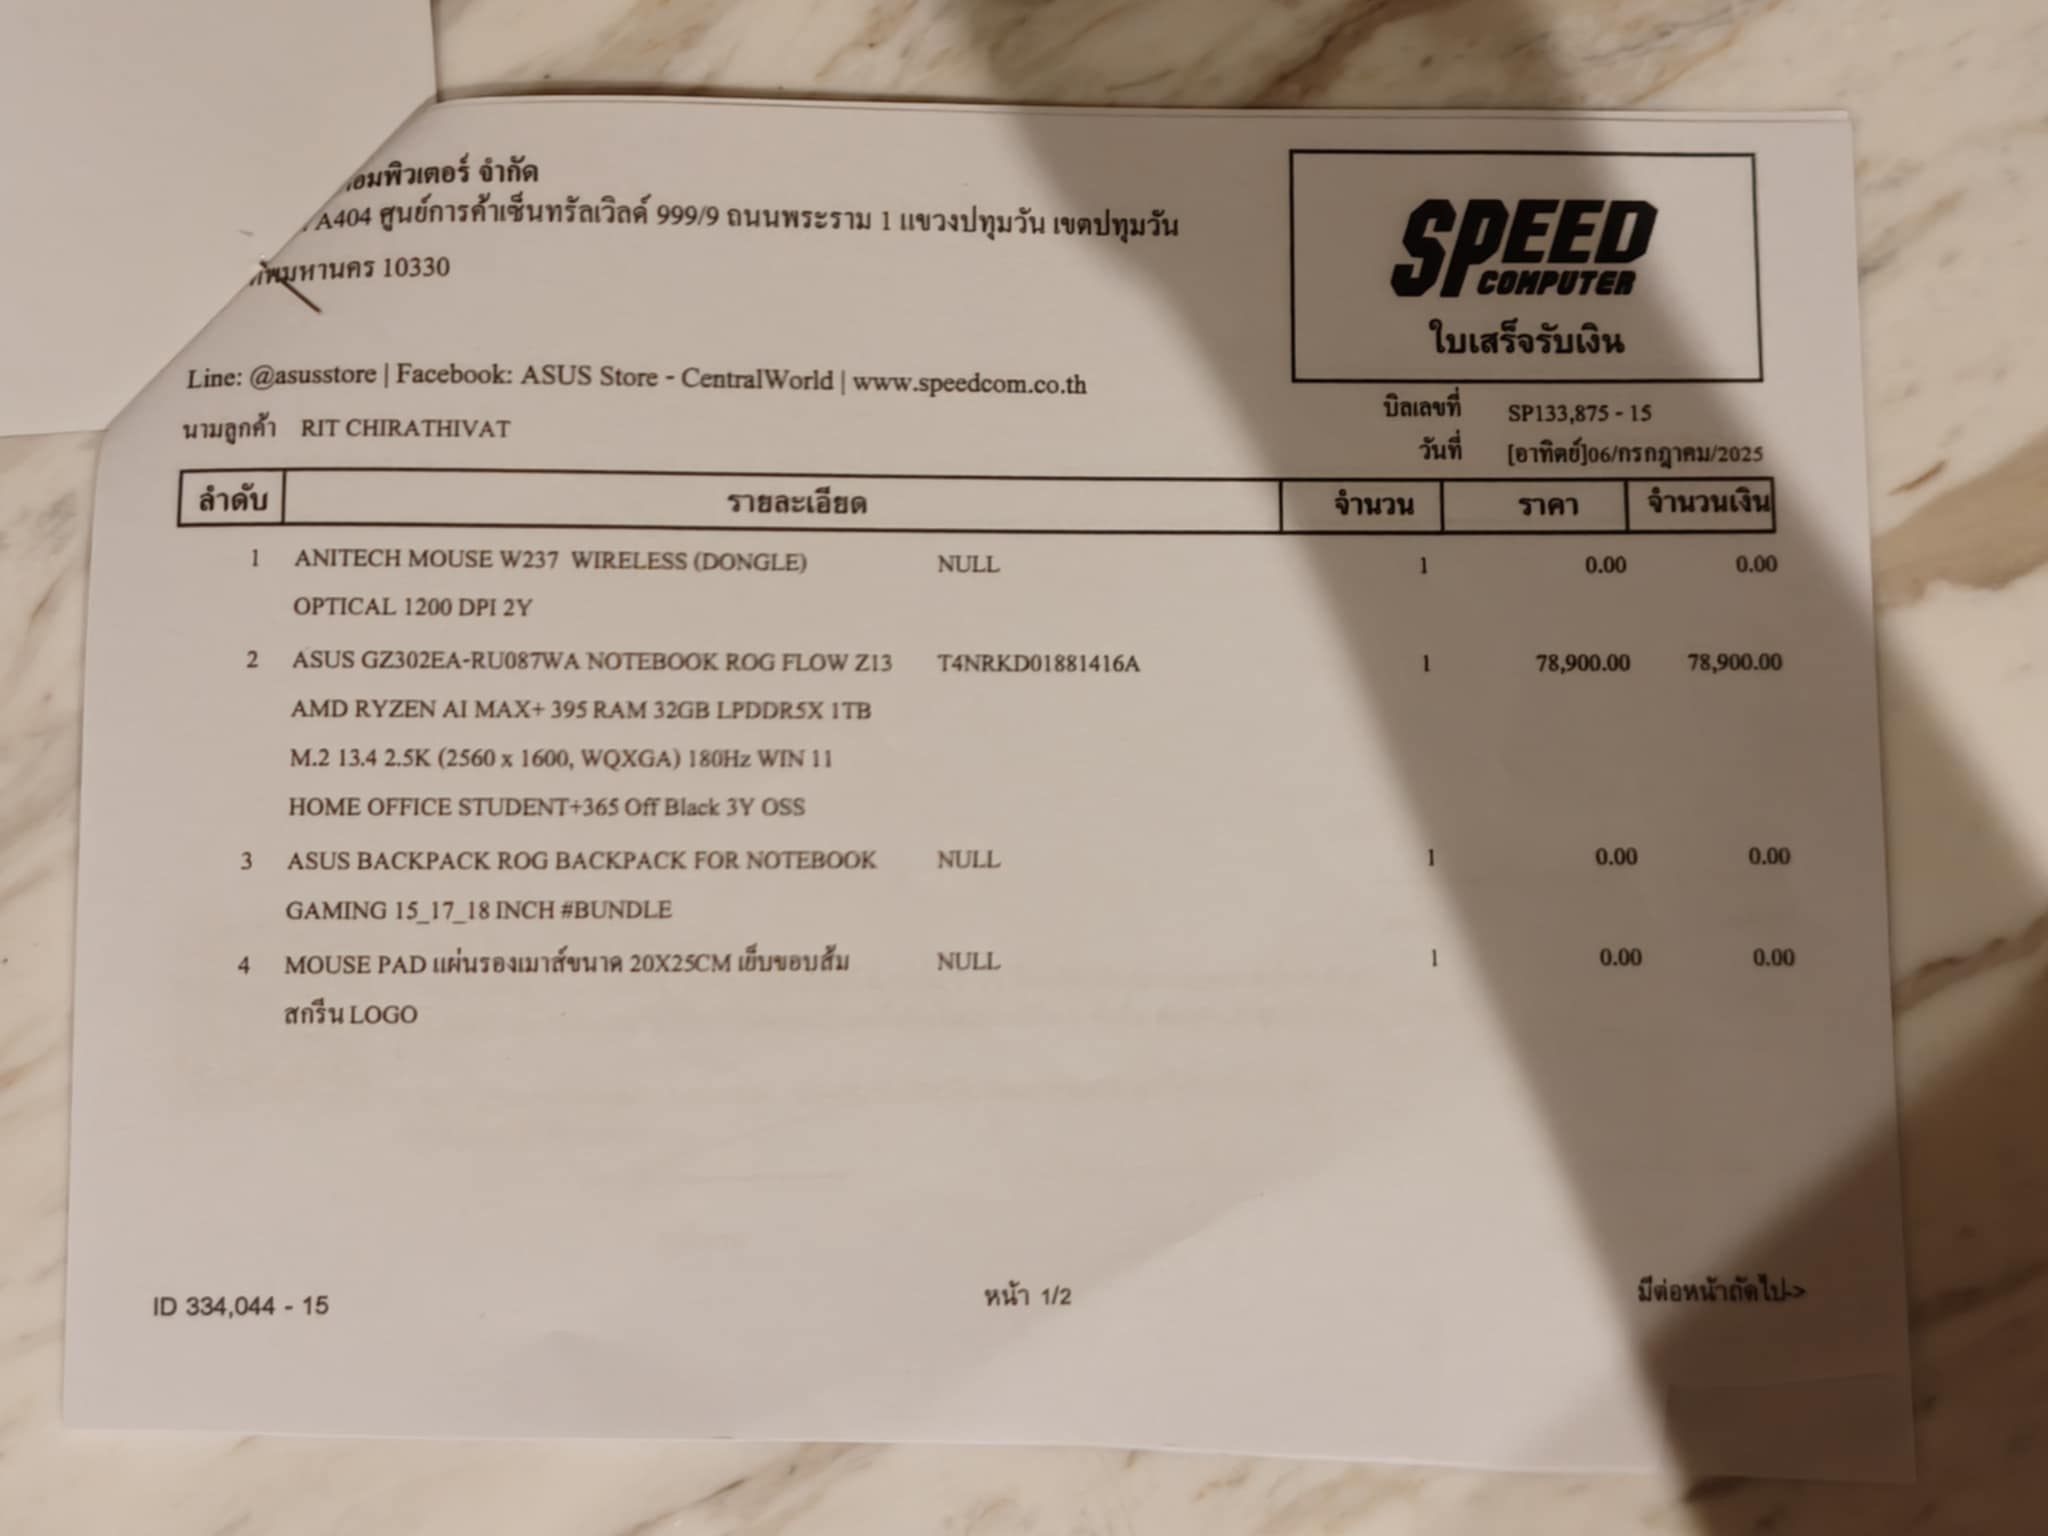 คอมพิวเตอร์ จำกัด
A404 ศูนย์การค้าเซ็นทรัลเวิลด์ 999/9 ถนนพระราม 1 แขวงปทุมวัน เขตปทุมวัน
10330
SPEED
COMPUTER
ใบเสร็จรับเงิน
Line: @asusstore | Facebook: ASUS Store - CentralWorld | www.speedcom.co.th
นามลูกค้า RIT CHIRATHIVAT
บิลเลขที่ SP133,875 - 15
วันที่ [อาทิตย์]06/กรกฎาคม/2025
ลำดับ รายละเอียด จำนวน ราคา จำนวนเงิน
1 ANITECH MOUSE W237 WIRELESS (DONGLE) NULL 1 0.00 0.00
OPTICAL 1200 DPI 2Y
2 ASUS GZ302EA-RU087WA NOTEBOOK ROG FLOW Z13 T4NRKD01881416A 1 78,900.00 78,900.00
AMD RYZEN AI MAX+ 395 RAM 32GB LPDDR5X 1TB
M.2 13.4 2.5K (2560 x 1600, WQXGA) 180Hz WIN 11
HOME OFFICE STUDENT+365 Off Black 3Y OSS
3 ASUS BACKPACK ROG BACKPACK FOR NOTEBOOK NULL 1 0.00 0.00
GAMING 15_17_18 INCH #BUNDLE
4 MOUSE PAD แผ่นรองเมาส์ขนาด 20X25CM เย็บขอบส้ม NULL 1 0.00 0.00
สกรีน LOGO
ID 334,044 - 15 หน้า 1/2 มีต่อหน้าถัดไป->